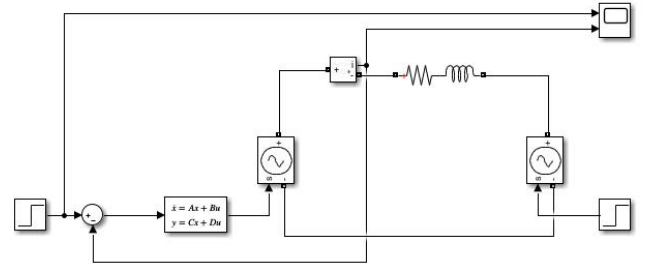 + i
+ -
+
+
+
-
ẋ = Ax + Bu
y = Cx + Du
s -
s -